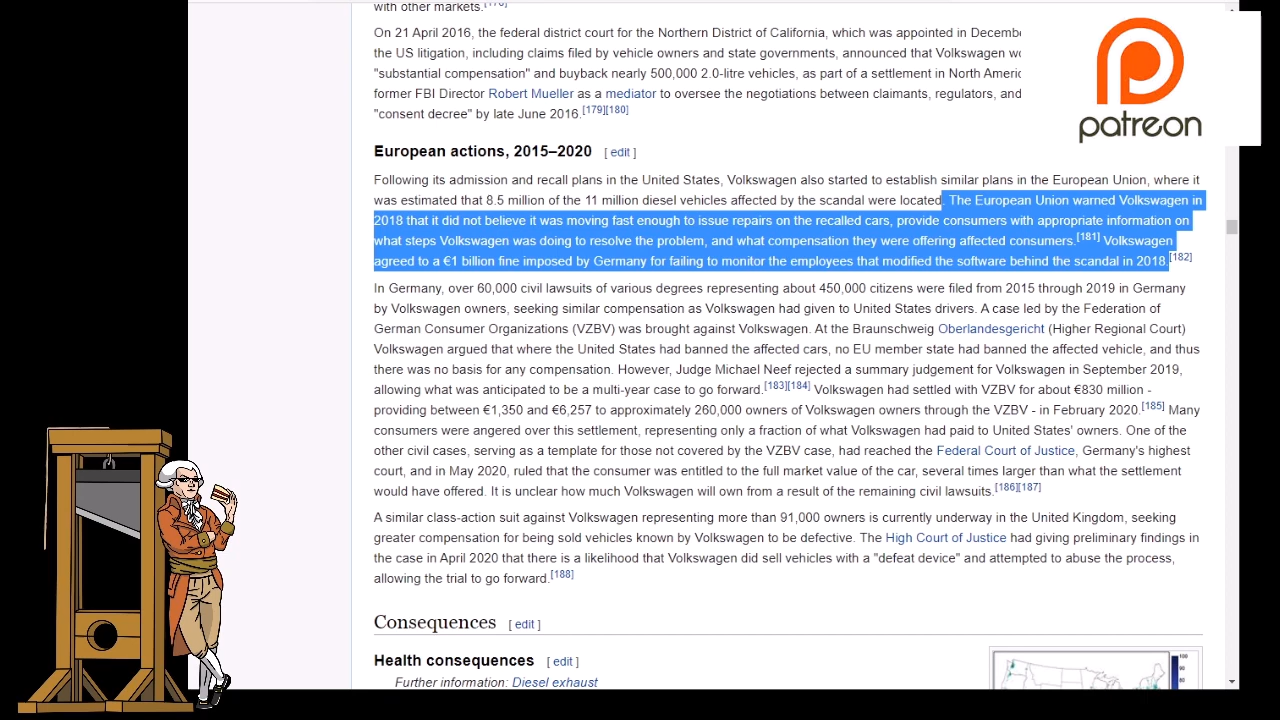 with other markets.
On 21 April 2016, the federal district court for the Northern District of California, which was appointed in Decembe
the US litigation, including claims filed by vehicle owners and state governments, announced that Volkswagen wo
"substantial compensation" and buyback nearly 500,000 2.0-litre vehicles, as part of a settlement in North Americ
former FBI Director Robert Mueller as a mediator to oversee the negotiations between claimants, regulators, and
"consent decree" by late June 2016.[179][180]
patreon
European actions, 2015–2020 [ edit ]
Following its admission and recall plans in the United States, Volkswagen also started to establish similar plans in the European Union, where it
was estimated that 8.5 million of the 11 million diesel vehicles affected by the scandal were located. The European Union warned Volkswagen in
2018 that it did not believe it was moving fast enough to issue repairs on the recalled cars, provide consumers with appropriate information on
what steps Volkswagen was doing to resolve the problem, and what compensation they were offering affected consumers.[181] Volkswagen
agreed to a €1 billion fine imposed by Germany for failing to monitor the employees that modified the software behind the scandal in 2018.[182]
In Germany, over 60,000 civil lawsuits of various degrees representing about 450,000 citizens were filed from 2015 through 2019 in Germany
by Volkswagen owners, seeking similar compensation as Volkswagen had given to United States drivers. A case led by the Federation of
German Consumer Organizations (VZBV) was brought against Volkswagen. At the Braunschweig Oberlandesgericht (Higher Regional Court)
Volkswagen argued that where the United States had banned the affected cars, no EU member state had banned the affected vehicle, and thus
there was no basis for any compensation. However, Judge Michael Neef rejected a summary judgement for Volkswagen in September 2019,
allowing what was anticipated to be a multi-year case to go forward.[183][184] Volkswagen had settled with VZBV for about €830 million -
providing between €1,350 and €6,257 to approximately 260,000 owners of Volkswagen owners through the VZBV - in February 2020.[185] Many
consumers were angered over this settlement, representing only a fraction of what Volkswagen had paid to United States' owners. One of the
other civil cases, serving as a template for those not covered by the VZBV case, had reached the Federal Court of Justice, Germany's highest
court, and in May 2020, ruled that the consumer was entitled to the full market value of the car, several times larger than what the settlement
would have offered. It is unclear how much Volkswagen will own from a result of the remaining civil lawsuits.[186][187]
A similar class-action suit against Volkswagen representing more than 91,000 owners is currently underway in the United Kingdom, seeking
greater compensation for being sold vehicles known by Volkswagen to be defective. The High Court of Justice had giving preliminary findings in
the case in April 2020 that there is a likelihood that Volkswagen did sell vehicles with a "defeat device" and attempted to abuse the process,
allowing the trial to go forward.[188]
Consequences [ edit ]
Health consequences [ edit ]
Further information: Diesel exhaust
100